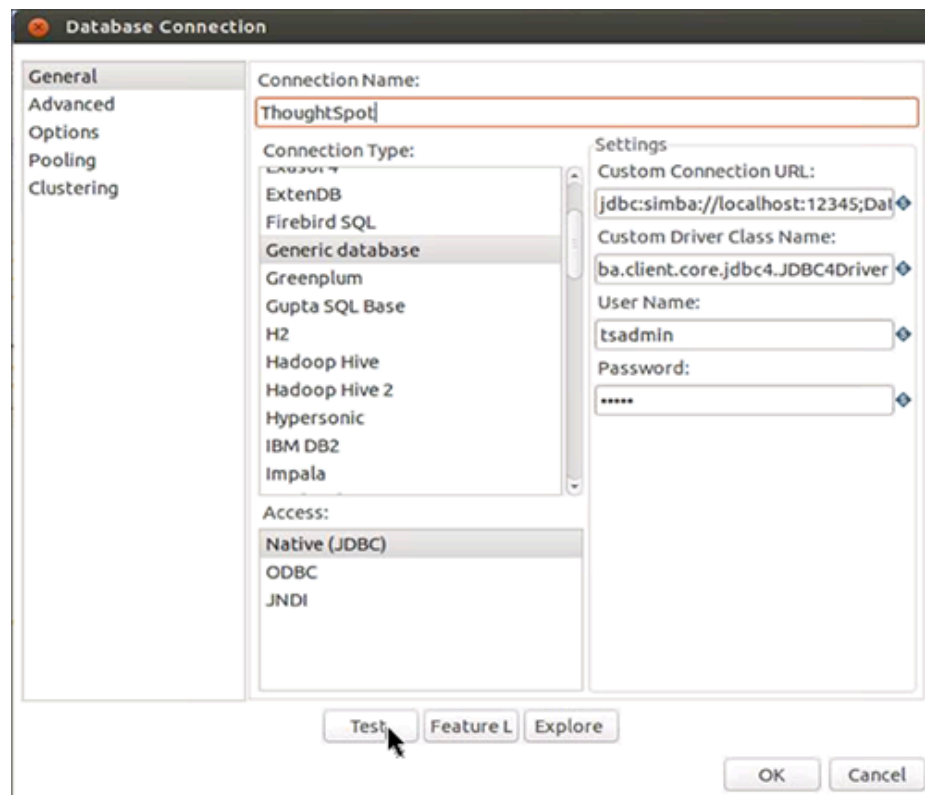 Database Connection
General
Advanced
Options
Pooling
Clustering
Connection Name:
ThoughtSpot
Connection Type:
Exasol 4
ExtenDB
Firebird SQL
Generic database
Greenplum
Gupta SQL Base
H2
Hadoop Hive
Hadoop Hive 2
Hypersonic
IBM DB2
Impala
Access:
Native (JDBC)
ODBC
JNDI
Settings
Custom Connection URL:
jdbc:simba://localhost:12345;Dat
Custom Driver Class Name:
ba.client.core.jdbc4.JDBC4Driver
User Name:
tsadmin
Password:
•••••
Test
Feature L
Explore
OK
Cancel